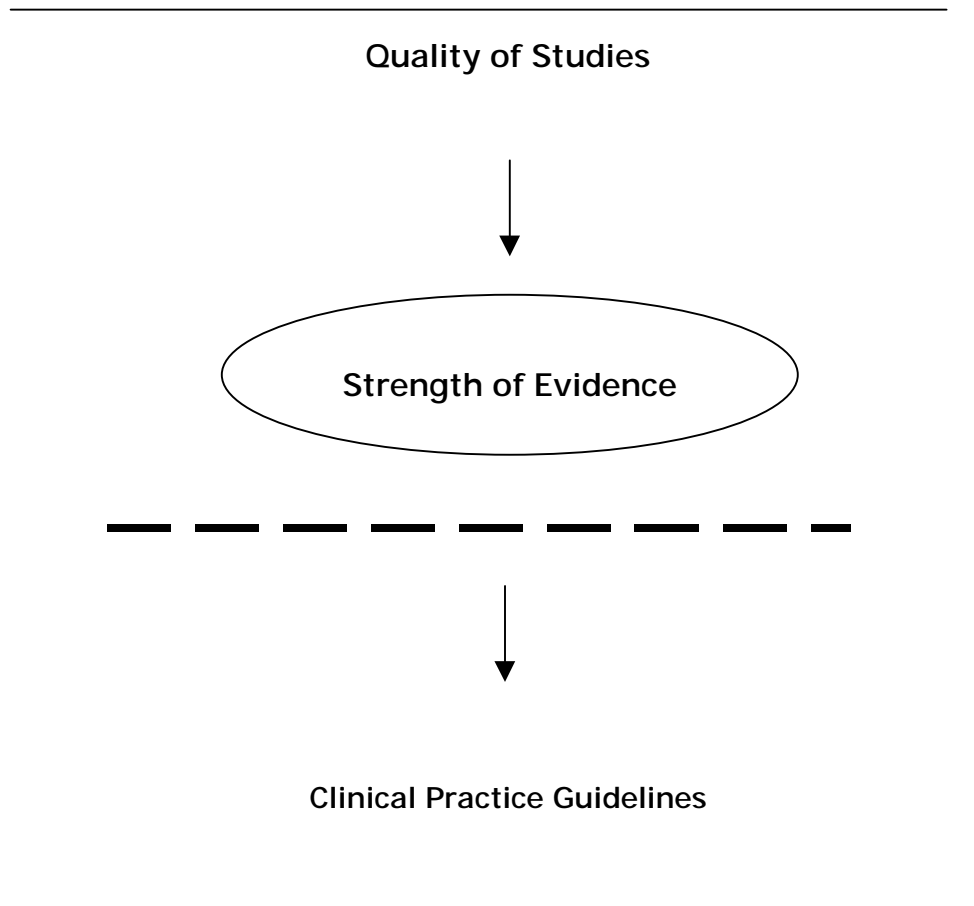 Quality of Studies
Strength of Evidence
Clinical Practice Guidelines